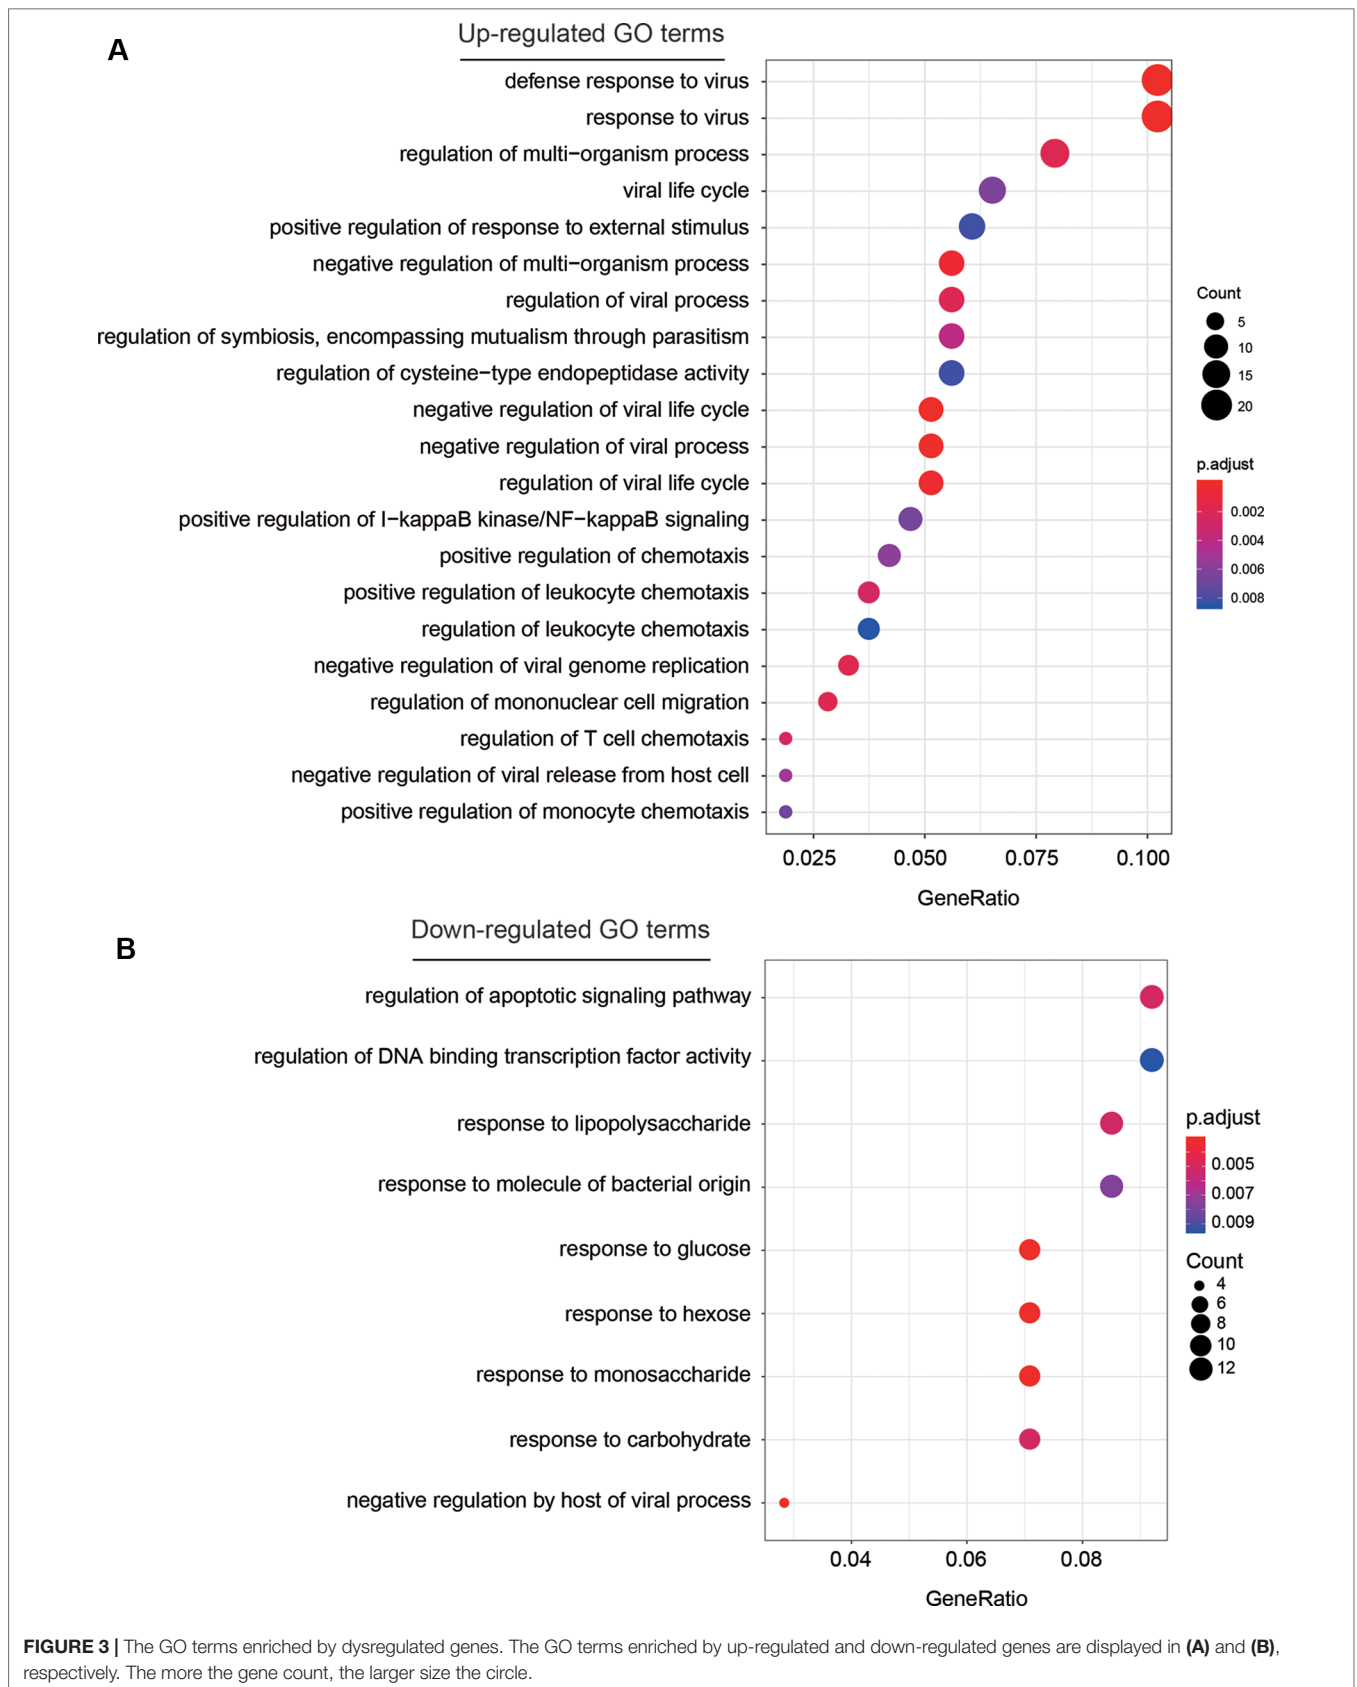 A
Up-regulated GO terms
defense response to virus
response to virus
regulation of multi−organism process
viral life cycle
positive regulation of response to external stimulus
negative regulation of multi−organism process
regulation of viral process
regulation of symbiosis, encompassing mutualism through parasitism
regulation of cysteine−type endopeptidase activity
negative regulation of viral life cycle
negative regulation of viral process
regulation of viral life cycle
positive regulation of I−kappaB kinase/NF−kappaB signaling
positive regulation of chemotaxis
positive regulation of leukocyte chemotaxis
regulation of leukocyte chemotaxis
negative regulation of viral genome replication
regulation of mononuclear cell migration
regulation of T cell chemotaxis
negative regulation of viral release from host cell
positive regulation of monocyte chemotaxis
0.025 0.050 0.075 0.100
GeneRatio
Count
5
10
15
20
p.adjust
0.002
0.004
0.006
0.008
B
Down-regulated GO terms
regulation of apoptotic signaling pathway
regulation of DNA binding transcription factor activity
response to lipopolysaccharide
response to molecule of bacterial origin
response to glucose
response to hexose
response to monosaccharide
response to carbohydrate
negative regulation by host of viral process
0.04 0.06 0.08
GeneRatio
p.adjust
0.005
0.007
0.009
Count
4
6
8
10
12
FIGURE 3 | The GO terms enriched by dysregulated genes. The GO terms enriched by up-regulated and down-regulated genes are displayed in (A) and (B),
respectively. The more the gene count, the larger size the circle.